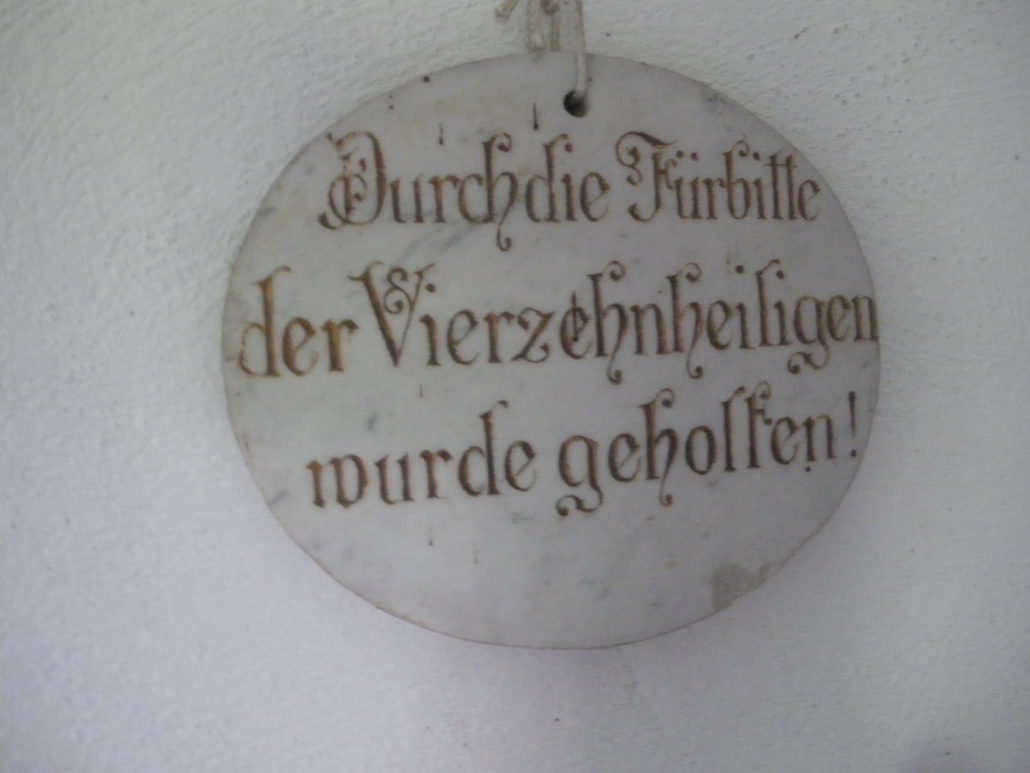 Durch die Fürbitte
der Vierzehnheiligen
wurde geholfen!